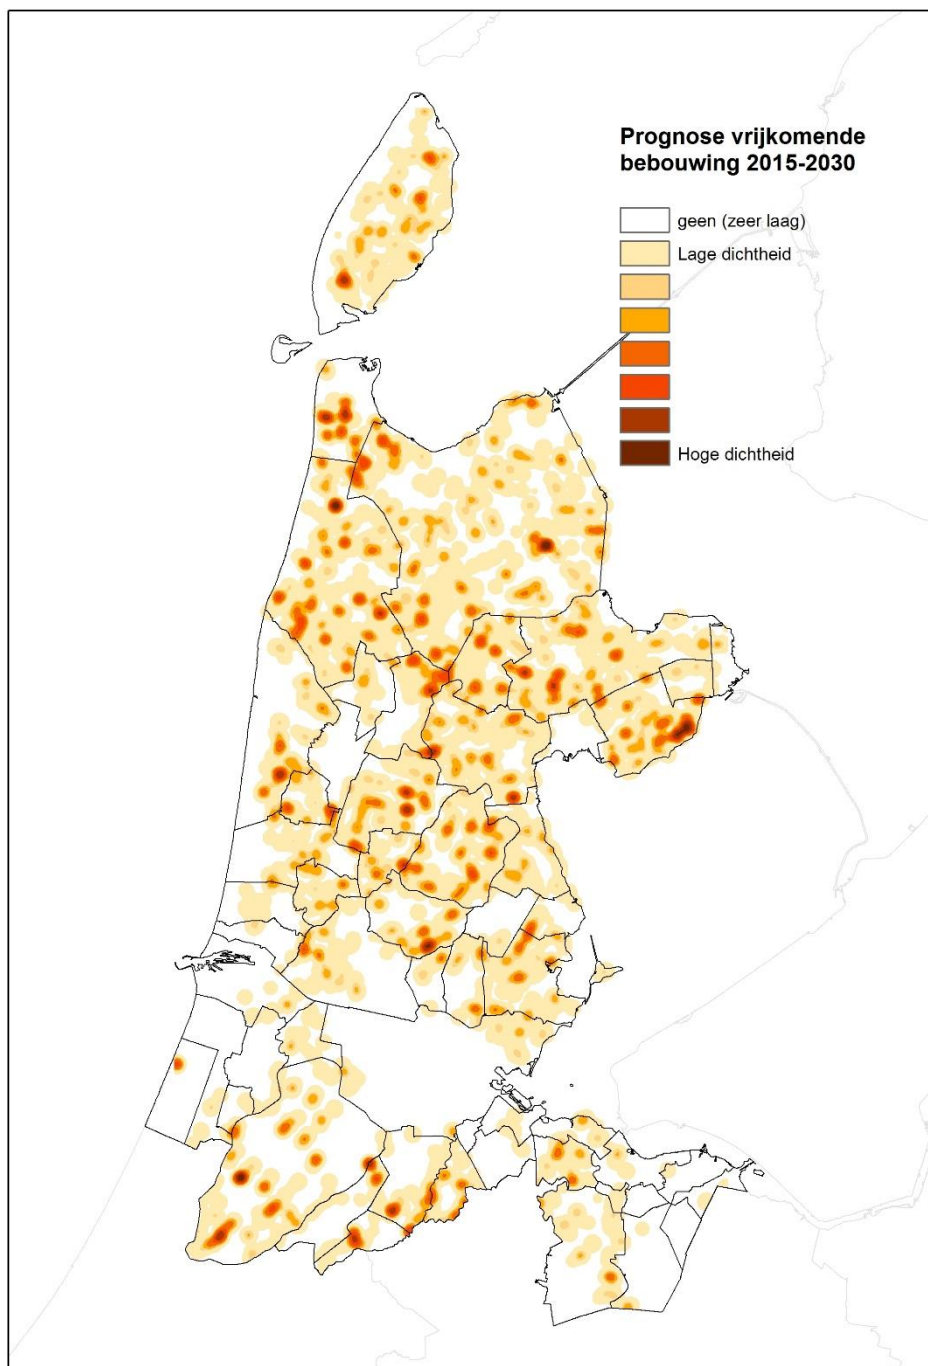 Prognose vrijkomende
bebouwing 2015-2030
geen (zeer laag)
Lage dichtheid
Hoge dichtheid